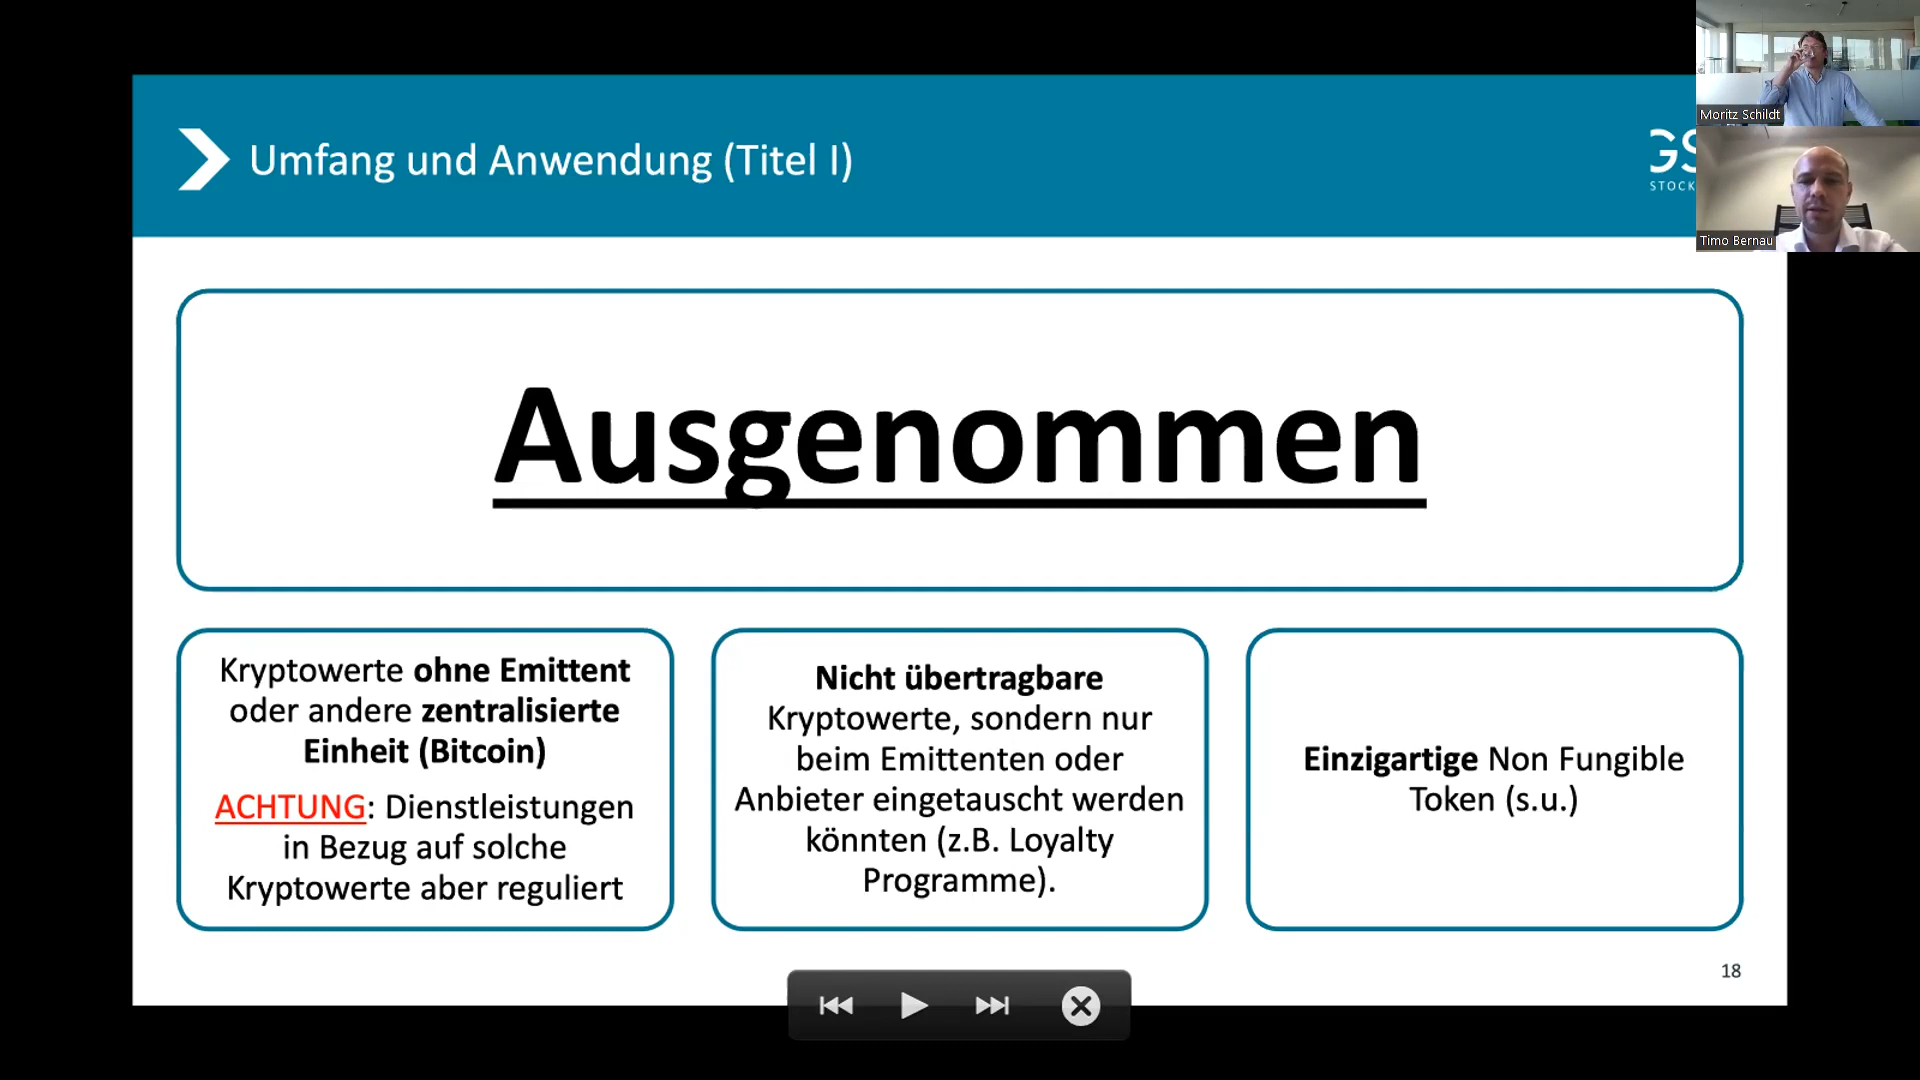 Umfang und Anwendung (Titel I)
GS
STOCK
Moritz Schildt
Timo Bernau
Ausgenommen
Kryptowerte ohne Emittent
oder andere zentralisierte
Einheit (Bitcoin)
ACHTUNG: Dienstleistungen
in Bezug auf solche
Kryptowerte aber reguliert
Nicht übertragbare
Kryptowerte, sondern nur
beim Emittenten oder
Anbieter eingetauscht werden
könnten (z.B. Loyalty
Programme).
Einzigartige Non Fungible
Token (s.u.)
18